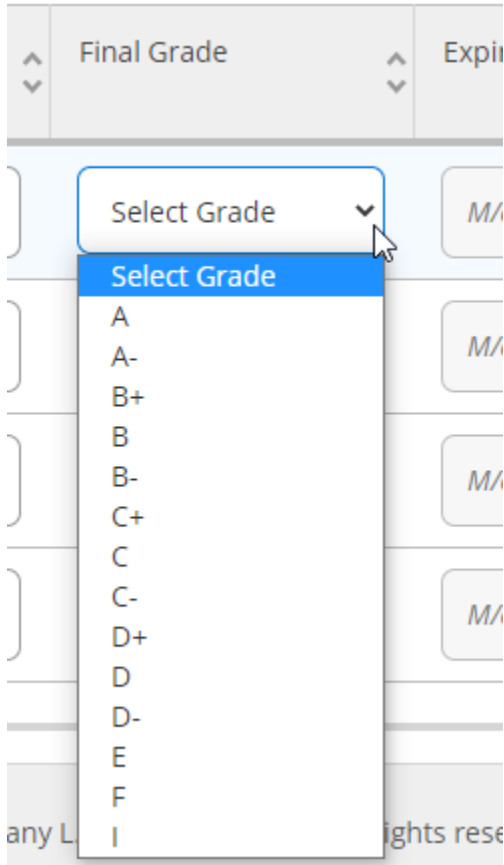 Final Grade
Expir
Select Grade
M/
Select Grade
A
A-
B+
B
M/
B-
C+
C
M/
C-
D+
D
M/
D-
E
F
any L.
ights rese
I